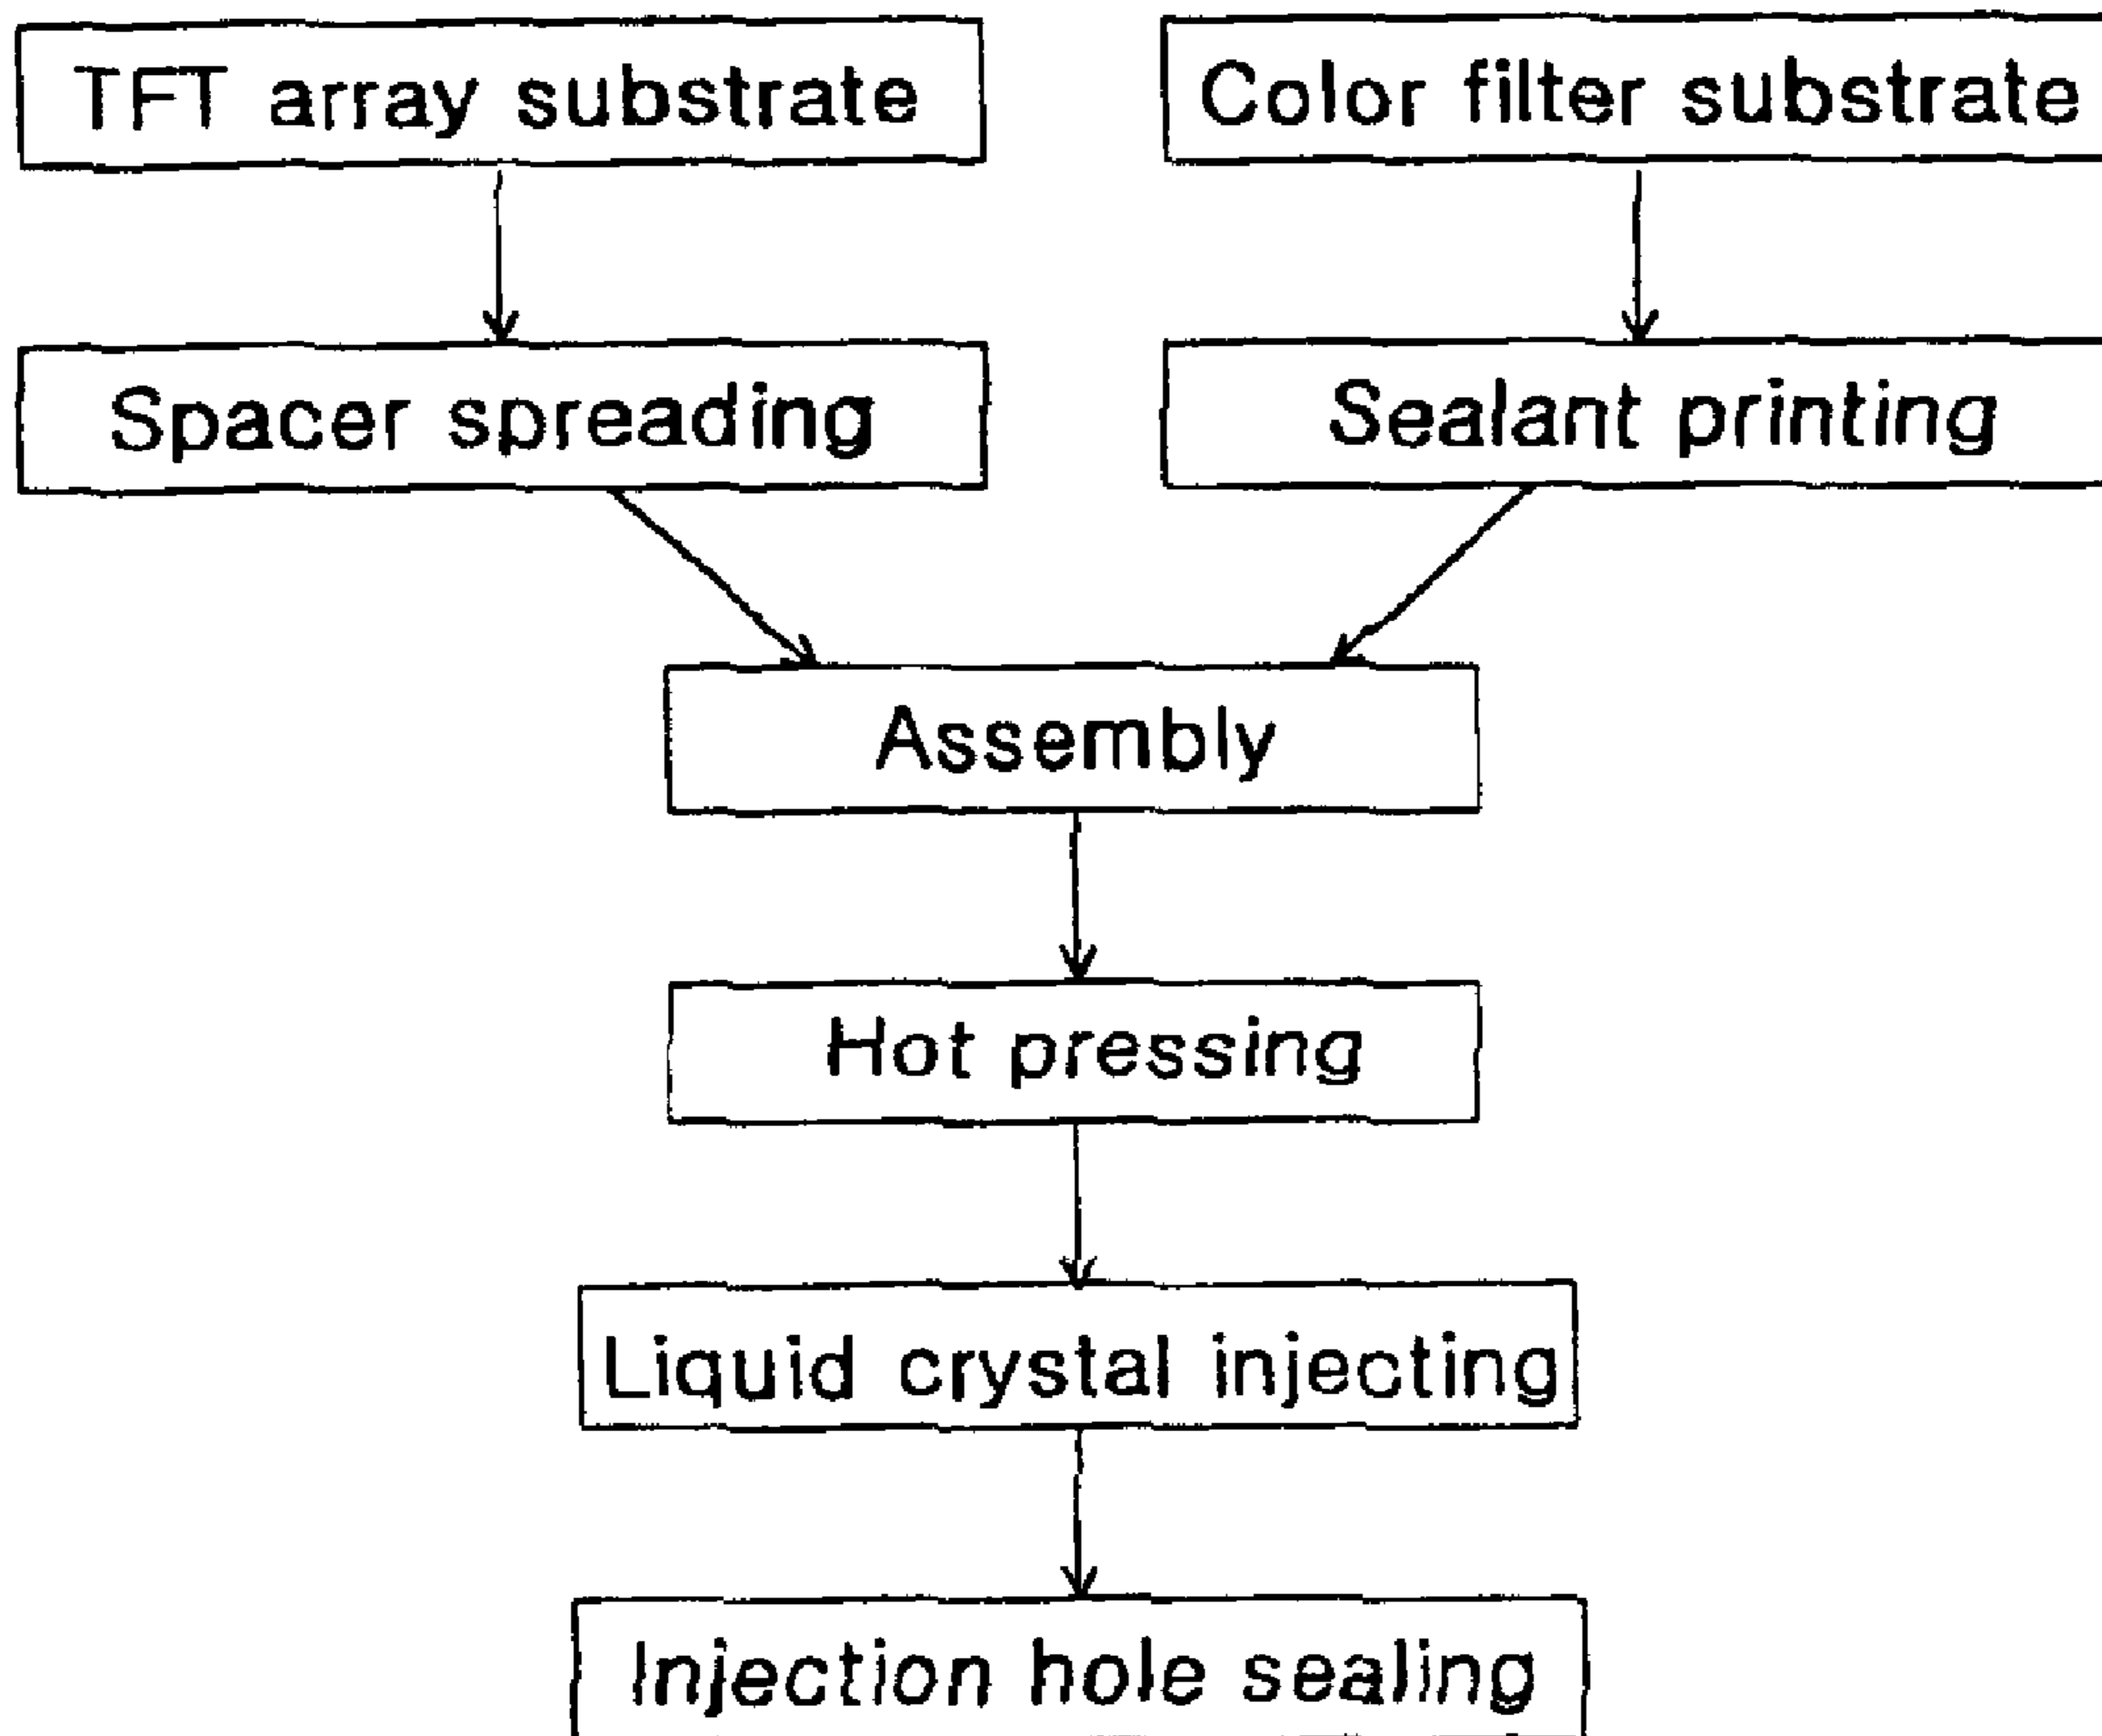 TFT array substrate
Color filter substrate
Spacer spreading
Sealant printing
Assembly
Hot pressing
Liquid crystal injecting
Injection hole sealing